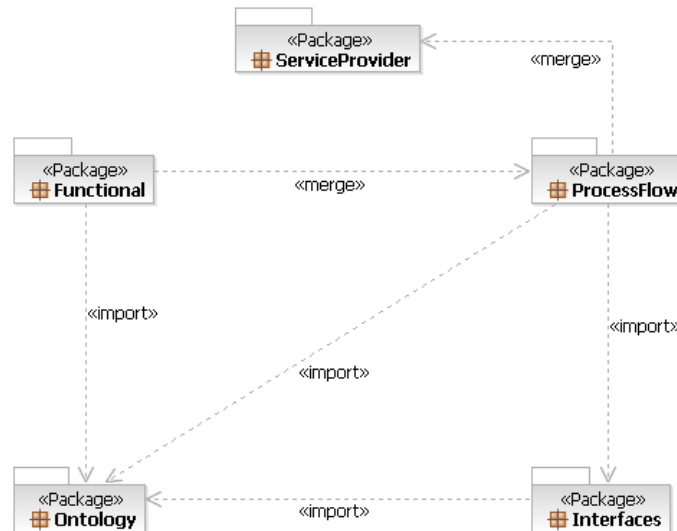 «Package»
ServiceProvider
«merge»
«Package»
Functional
«merge»
«Package»
ProcessFlow
«import»
«import»
«import»
«Package»
Ontology
«import»
«Package»
Interfaces